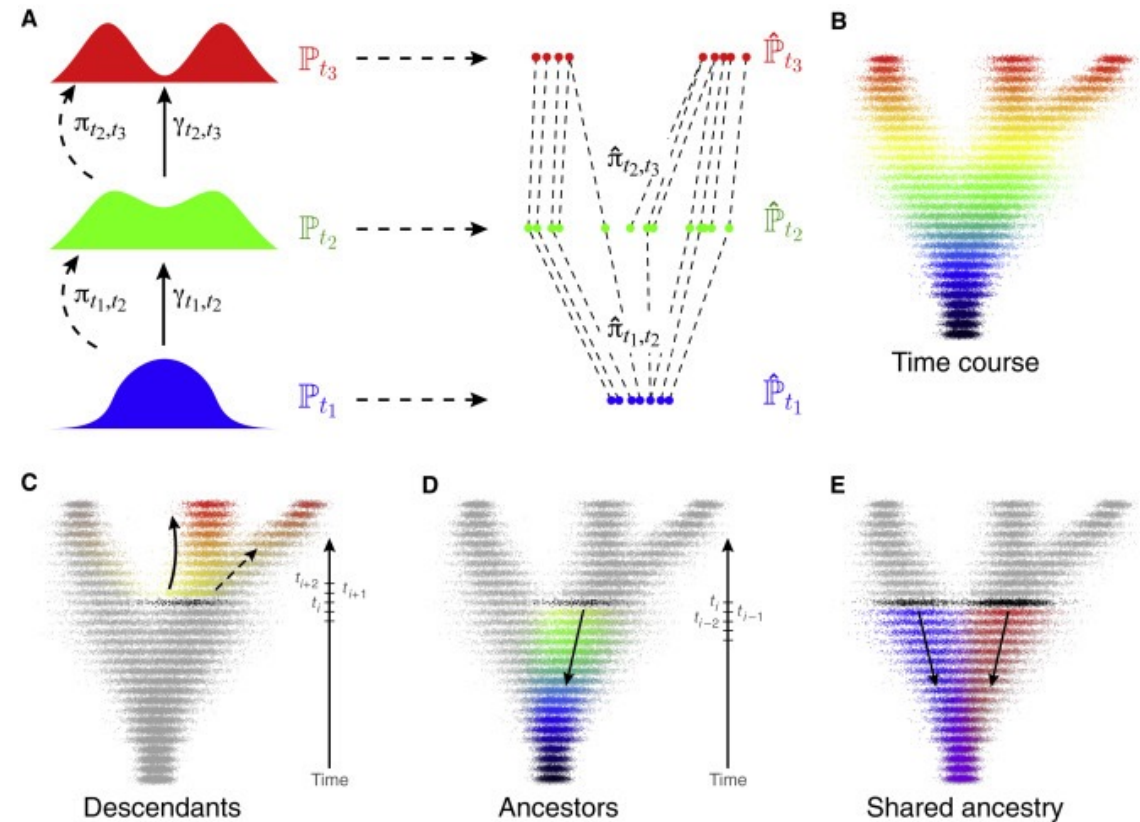 A
ℙt3
ℙ̂t3
πt2,t3
γt2,t3
π̂t2,t3
ℙt2
ℙ̂t2
πt1,t2
γt1,t2
π̂t1,t2
ℙt1
ℙ̂t1
B
Time course
C
ti+2
ti+1
ti
Time
Descendants
D
ti
ti−1
ti−2
Time
Ancestors
E
Shared ancestry